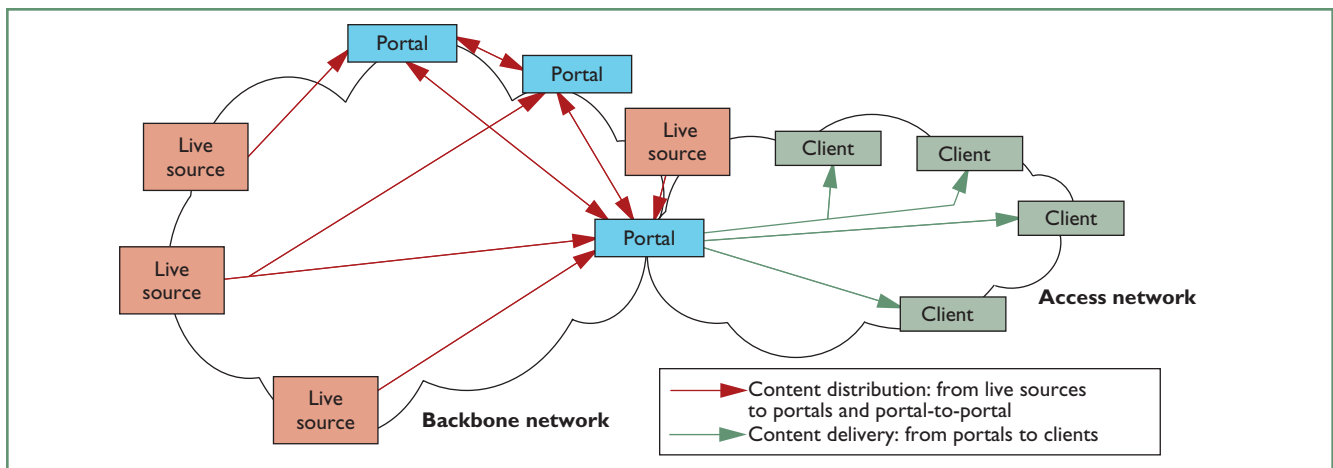 Portal
Portal
Live
source
Live
source
Client
Client
Client
Portal
Live
source
Client
Access network
Live
source
Backbone network
Content distribution: from live sources
to portals and portal-to-portal
Content delivery: from portals to clients